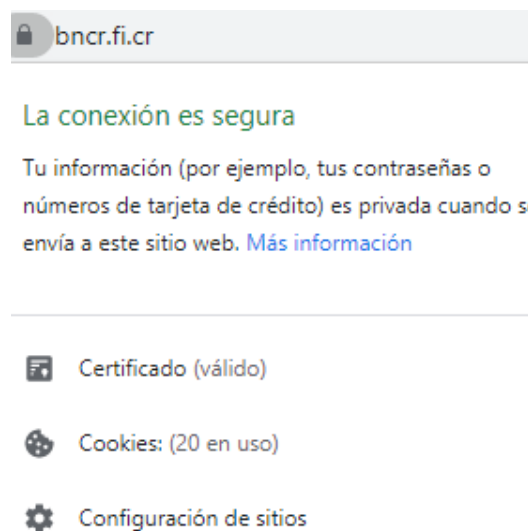 bncr.fi.cr
La conexión es segura
Tu información (por ejemplo, tus contraseñas o
números de tarjeta de crédito) es privada cuando s
envía a este sitio web. Más información
Certificado (válido)
Cookies: (20 en uso)
Configuración de sitios